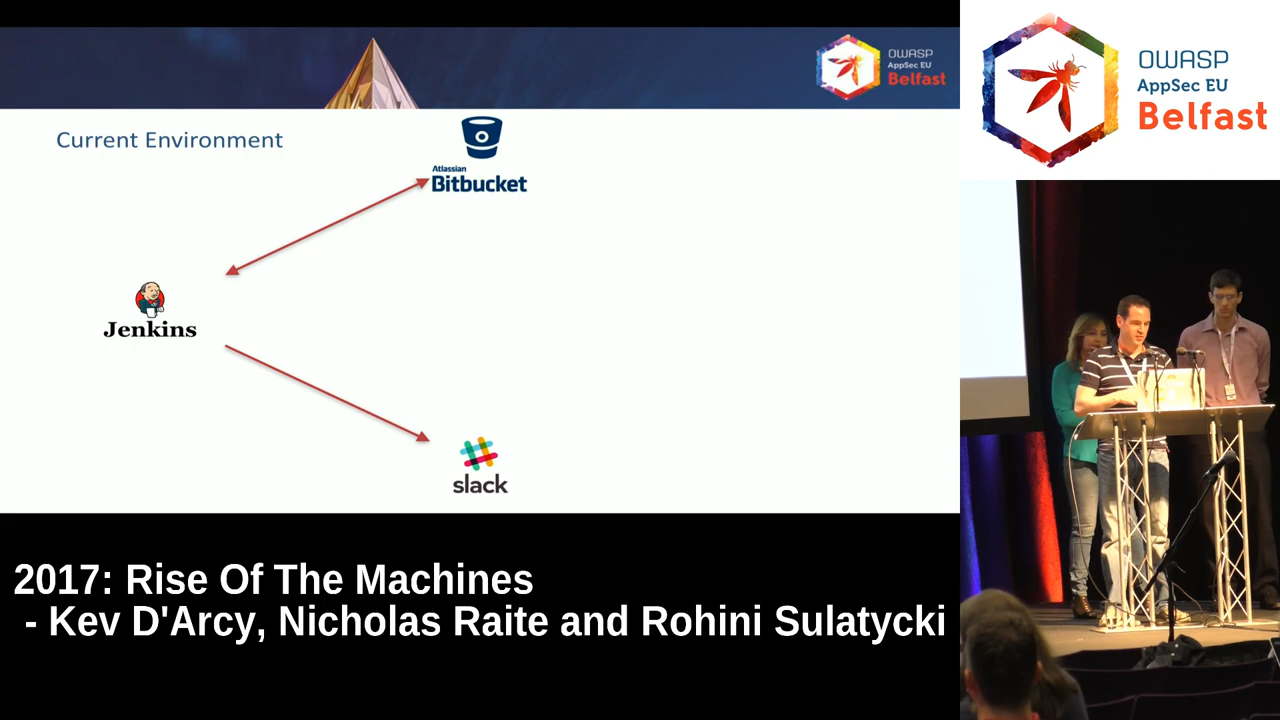 OWASP
AppSec EU
Belfast
OWASP
AppSec EU
Belfast
Current Environment
Atlassian
Bitbucket
Jenkins
slack
2017: Rise Of The Machines
- Kev D'Arcy, Nicholas Raite and Rohini Sulatycki